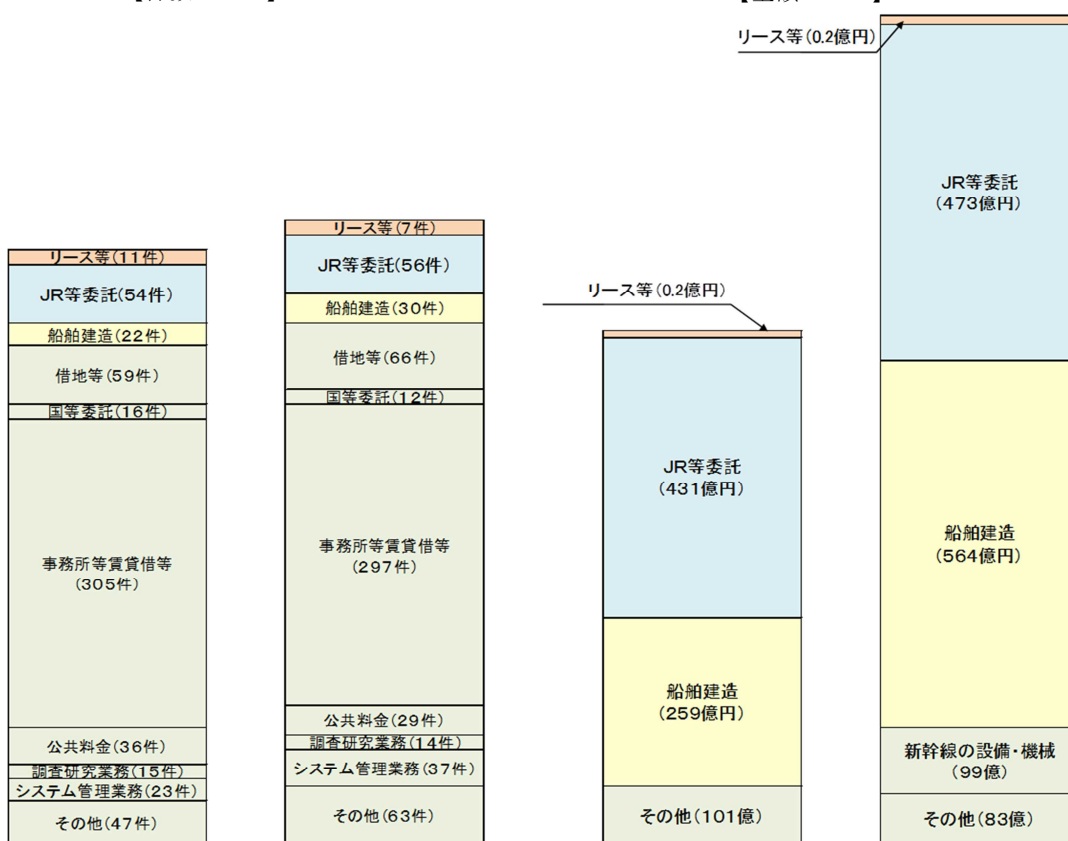 リース等(11件)
JR等委託(54件)
船舶建造(22件)
借地等(59件)
国等委託(16件)
事務所等賃貸借等
(305件)
公共料金(36件)
調査研究業務(15件)
システム管理業務(23件)
その他(47件)
リース等(7件)
JR等委託(56件)
船舶建造(30件)
借地等(66件)
国等委託(12件)
事務所等賃貸借等
(297件)
公共料金(29件)
調査研究業務(14件)
システム管理業務(37件)
その他(63件)
リース等(0.2億円)
JR等委託
(431億円)
船舶建造
(259億円)
その他(101億)
リース等(0.2億円)
JR等委託
(473億円)
船舶建造
(564億円)
新幹線の設備・機械
(99億)
その他(83億)